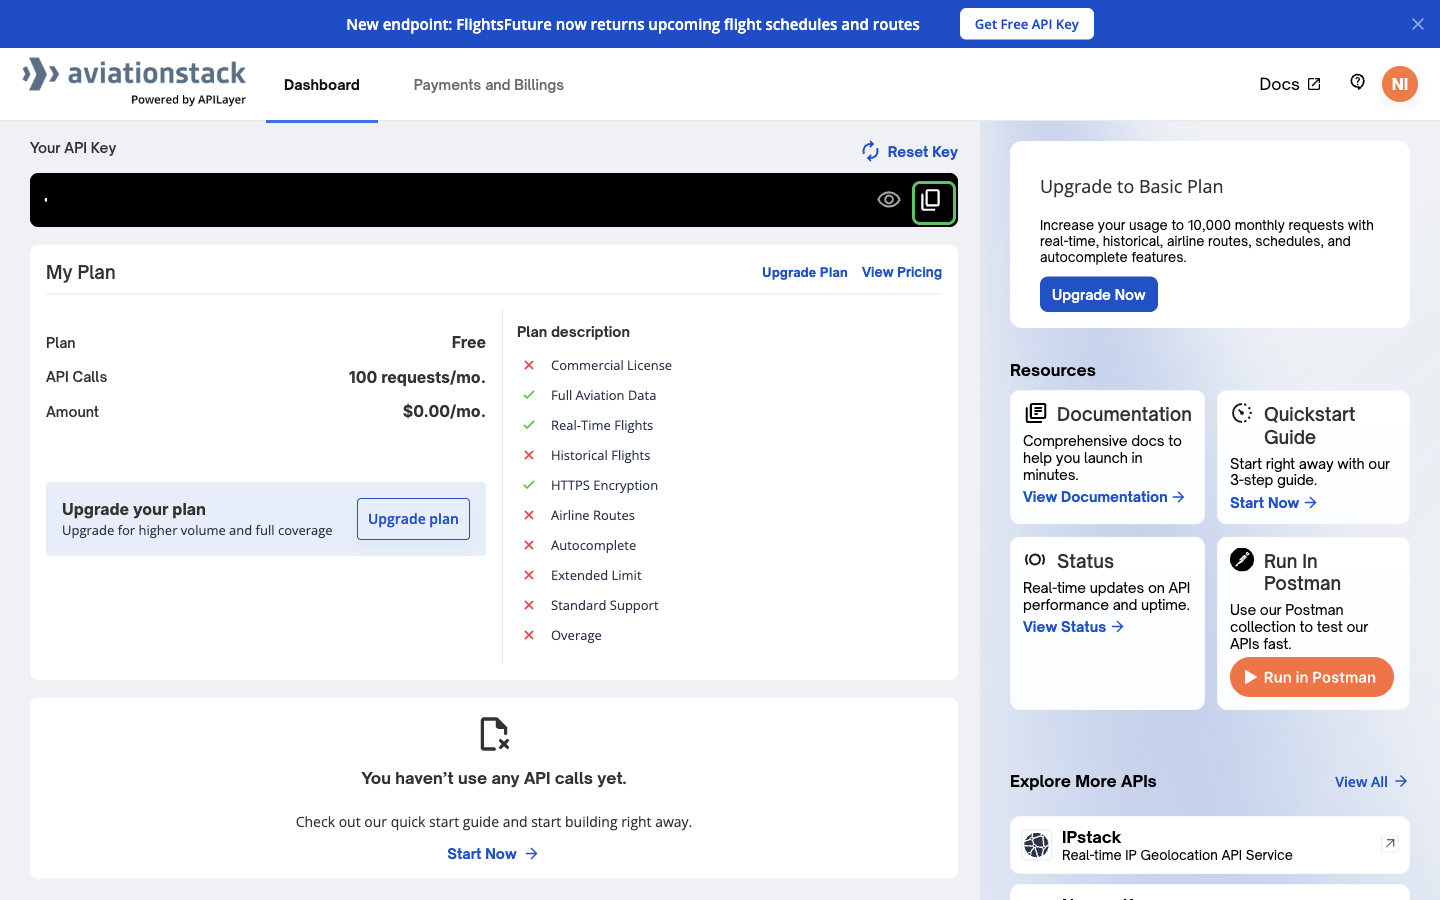 New endpoint: FlightsFuture now returns upcoming flight schedules and routes
Get Free API Key
aviationstack
Powered by APILayer
Dashboard
Payments and Billings
Docs
NI
Your API Key
Reset Key
My Plan
Upgrade Plan
View Pricing
Plan
Free
API Calls
100 requests/mo.
Amount
$0.00/mo.
Upgrade your plan
Upgrade for higher volume and full coverage
Upgrade plan
Plan description
Commercial License
Full Aviation Data
Real-Time Flights
Historical Flights
HTTPS Encryption
Airline Routes
Autocomplete
Extended Limit
Standard Support
Overage
You haven’t use any API calls yet.
Check out our quick start guide and start building right away.
Start Now
Upgrade to Basic Plan
Increase your usage to 10,000 monthly requests with
real-time, historical, airline routes, schedules, and
autocomplete features.
Upgrade Now
Resources
Documentation
Comprehensive docs to
help you launch in
minutes.
View Documentation
Quickstart
Guide
Start right away with our
3-step guide.
Start Now
Status
Real-time updates on API
performance and uptime.
View Status
Run In
Postman
Use our Postman
collection to test our
APIs fast.
Run in Postman
Explore More APIs
View All
IPstack
Real-time IP Geolocation API Service